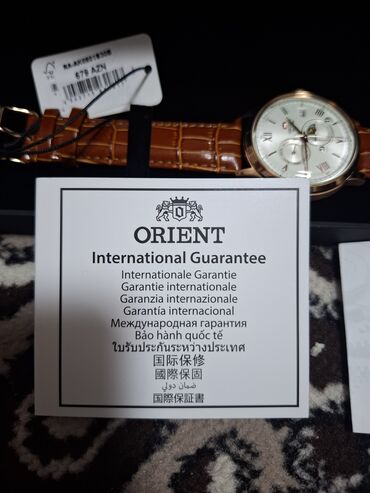 679 AZN
ORIENT
International Guarantee
Internationale Garantie
Garantie internationale
Garanzia internazionale
Garantía internacional
Международная гарантия
Bảo hành quốc tế
ใบรับประกันระหว่างประเทศ
国际保修
國際保固
ضمان دولي
国際保証書